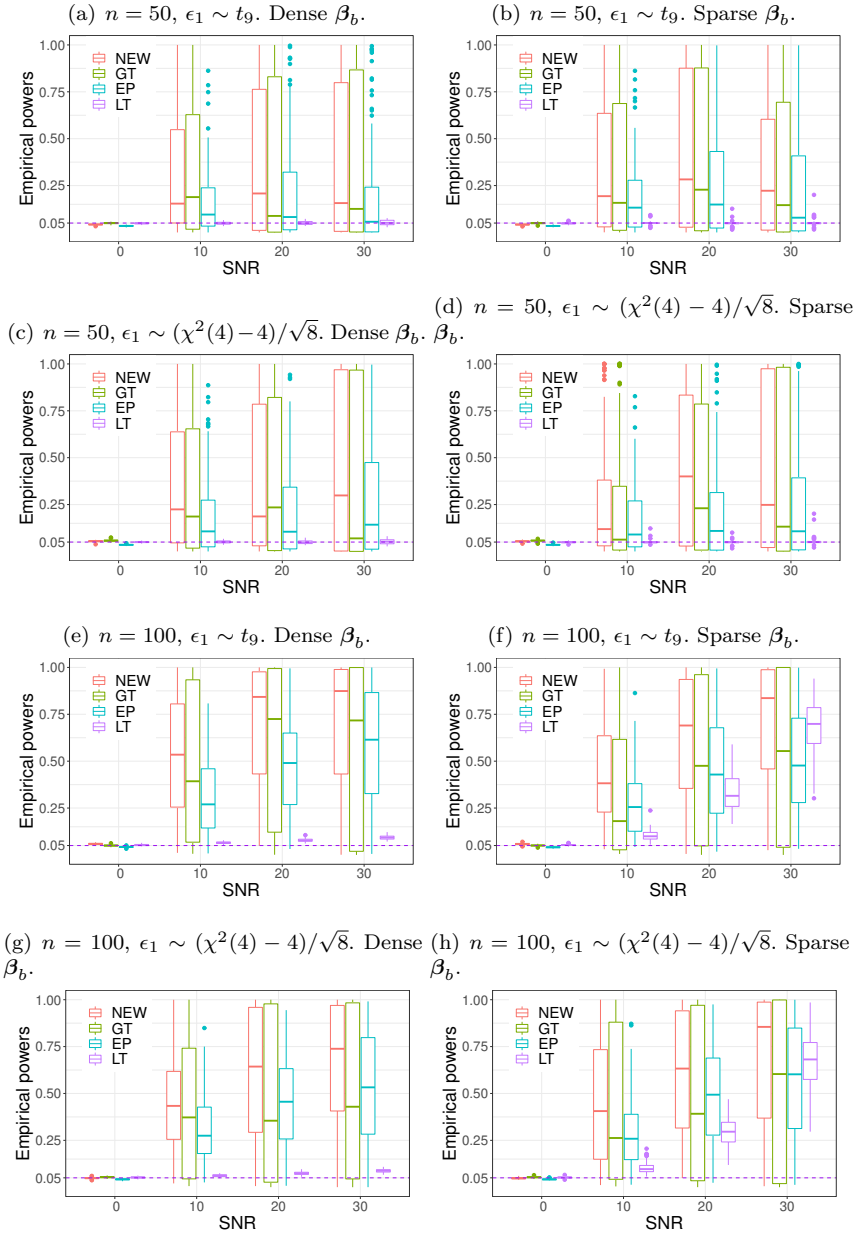 (a) n = 50, ϵ₁ ∼ t₉. Dense β_b.
1.00
0.75
0.50
0.25
0.05
Empirical powers
NEW
GT
EP
LT
0 10 20 30
SNR
(b) n = 50, ϵ₁ ∼ t₉. Sparse β_b.
1.00
0.75
0.50
0.25
0.05
Empirical powers
NEW
GT
EP
LT
0 10 20 30
SNR
(c) n = 50, ϵ₁ ∼ (χ²(4)−4)/√8. Dense β_b.
1.00
0.75
0.50
0.25
0.05
Empirical powers
NEW
GT
EP
LT
0 10 20 30
SNR
(d) n = 50, ϵ₁ ∼ (χ²(4) − 4)/√8. Sparse
β_b.
1.00
0.75
0.50
0.25
0.05
Empirical powers
NEW
GT
EP
LT
0 10 20 30
SNR
(e) n = 100, ϵ₁ ∼ t₉. Dense β_b.
1.00
0.75
0.50
0.25
0.05
Empirical powers
NEW
GT
EP
LT
0 10 20 30
SNR
(f) n = 100, ϵ₁ ∼ t₉. Sparse β_b.
1.00
0.75
0.50
0.25
0.05
Empirical powers
NEW
GT
EP
LT
0 10 20 30
SNR
(g) n = 100, ϵ₁ ∼ (χ²(4) − 4)/√8. Dense
β_b.
1.00
0.75
0.50
0.25
0.05
Empirical powers
NEW
GT
EP
LT
0 10 20 30
SNR
(h) n = 100, ϵ₁ ∼ (χ²(4) − 4)/√8. Sparse
β_b.
1.00
0.75
0.50
0.25
0.05
Empirical powers
NEW
GT
EP
LT
0 10 20 30
SNR